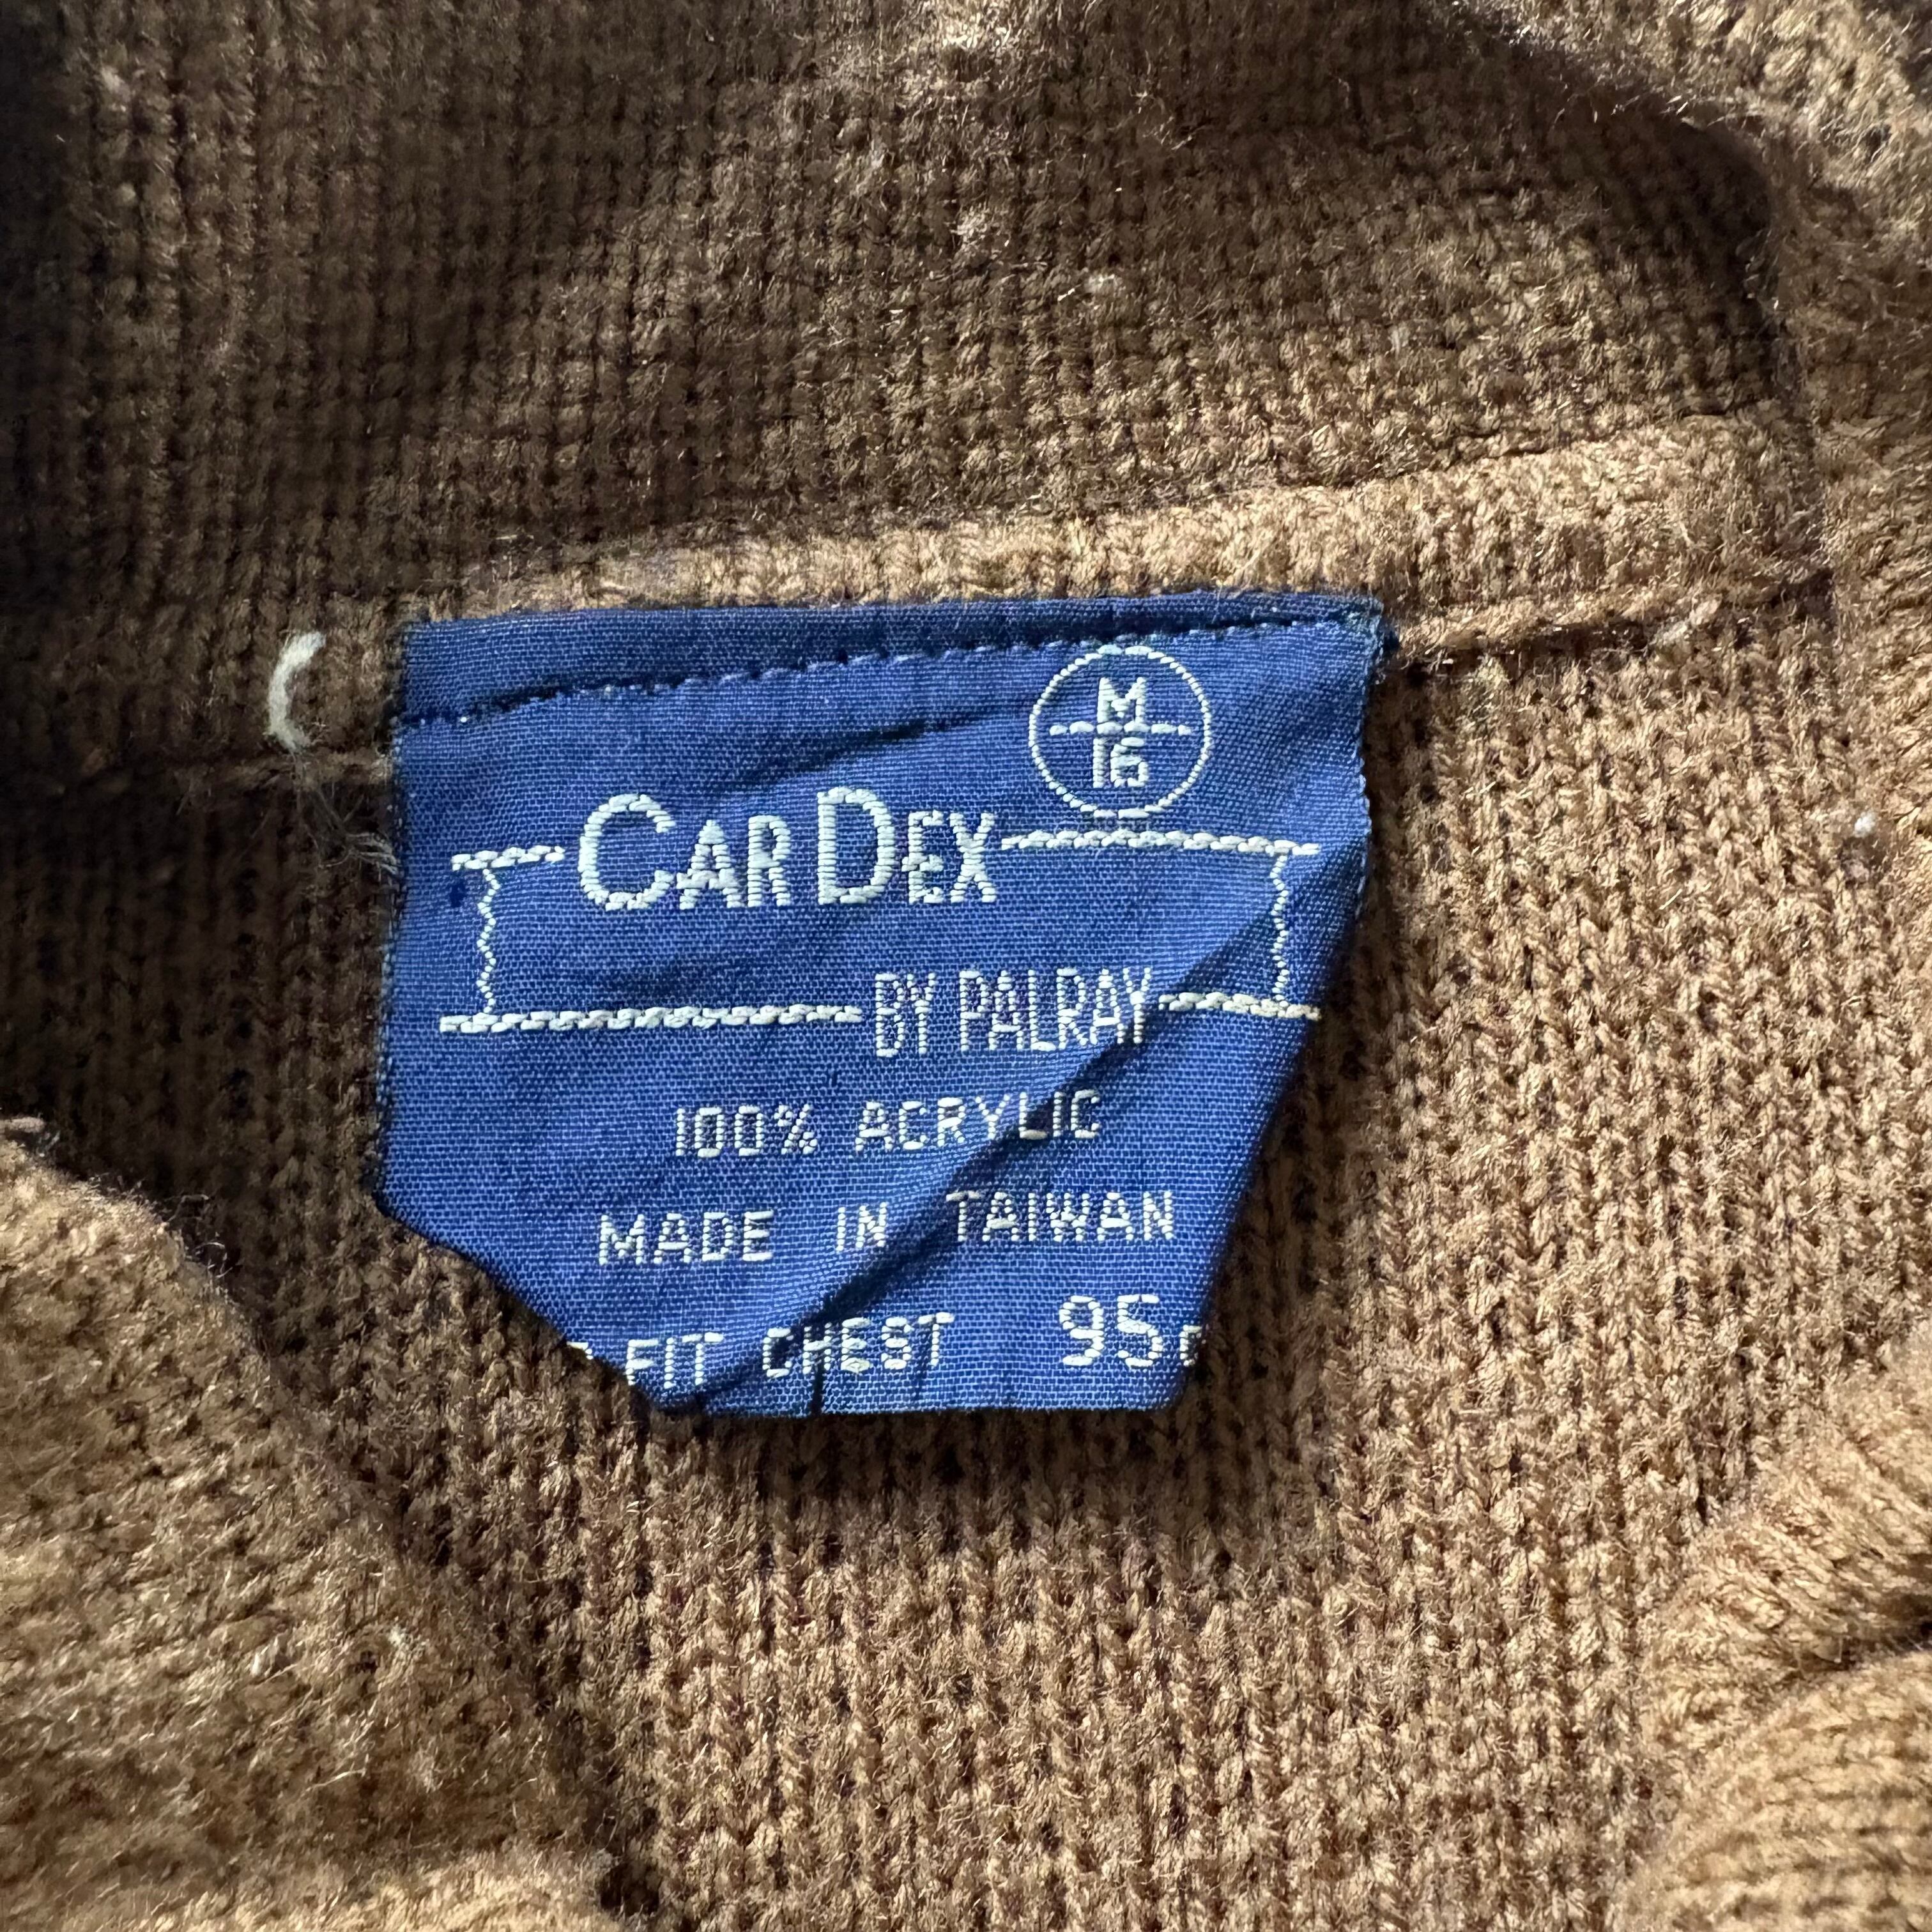 M
16
CAR DEX
BY PALRAY
100% ACRYLIC
MADE IN TAIWAN
FIT CHEST 95